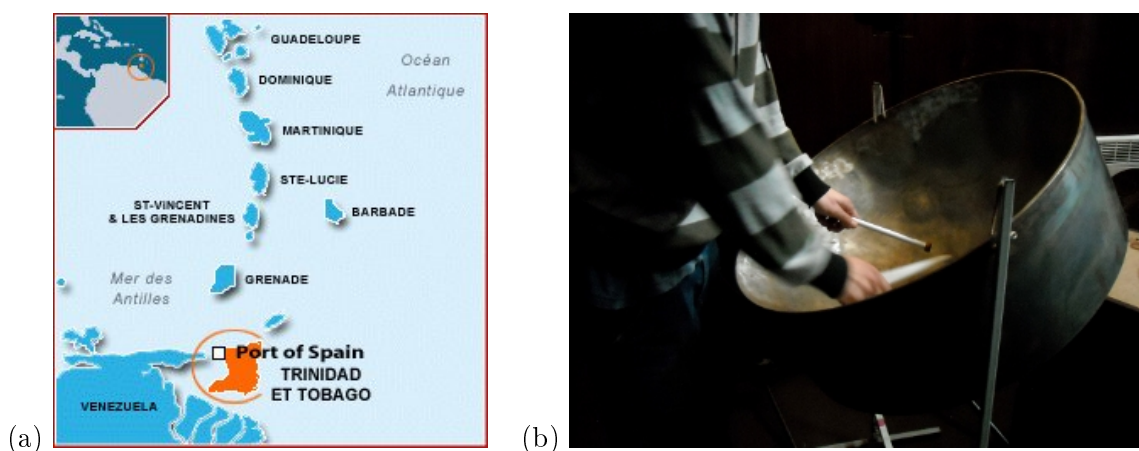 GUADELOUPE
Océan
Atlantique
DOMINIQUE
MARTINIQUE
STE-LUCIE
ST-VINCENT
& LES GRENADINES
BARBADE
Mer des
Antilles
GRENADE
Port of Spain
TRINIDAD
ET TOBAGO
VENEZUELA
(a)
(b)